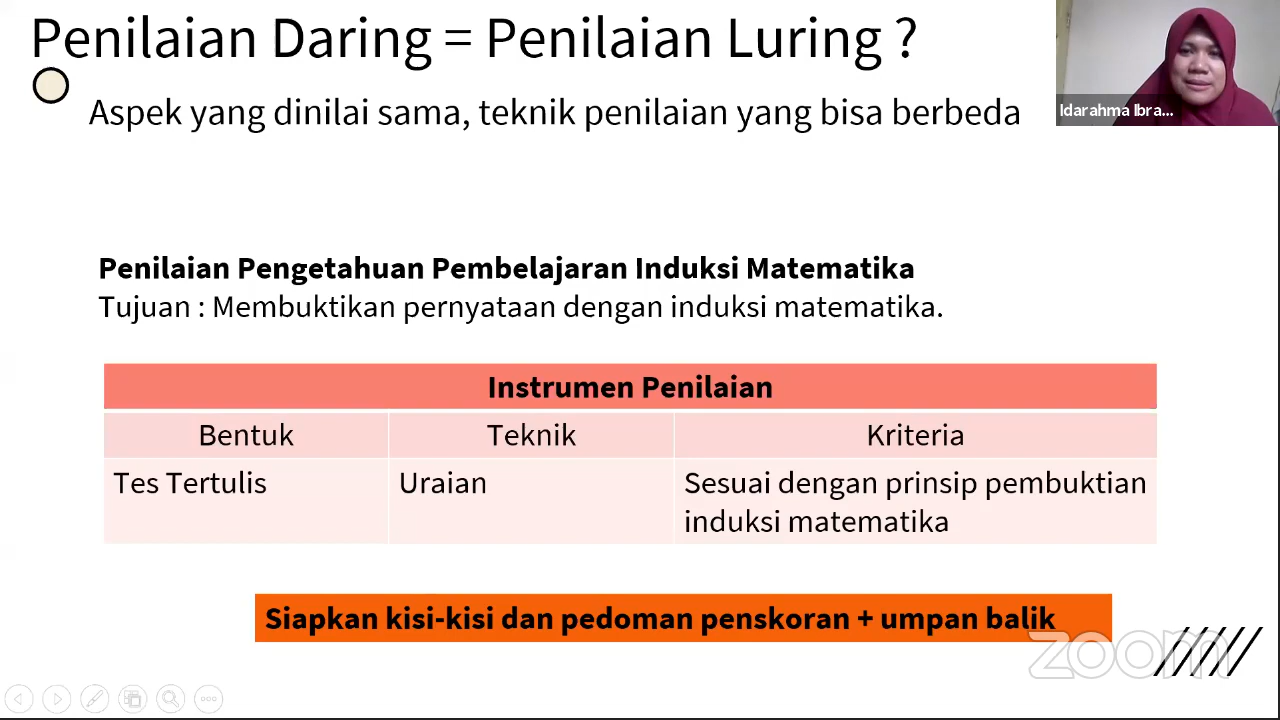 Penilaian Daring = Penilaian Luring ?
Aspek yang dinilai sama, teknik penilaian yang bisa berbeda
Idarahma Ibra...
Penilaian Pengetahuan Pembelajaran Induksi Matematika
Tujuan : Membuktikan pernyataan dengan induksi matematika.
Instrumen Penilaian
Bentuk Teknik Kriteria
Tes Tertulis Uraian Sesuai dengan prinsip pembuktian
induksi matematika
Siapkan kisi-kisi dan pedoman penskoran + umpan balik
zoom